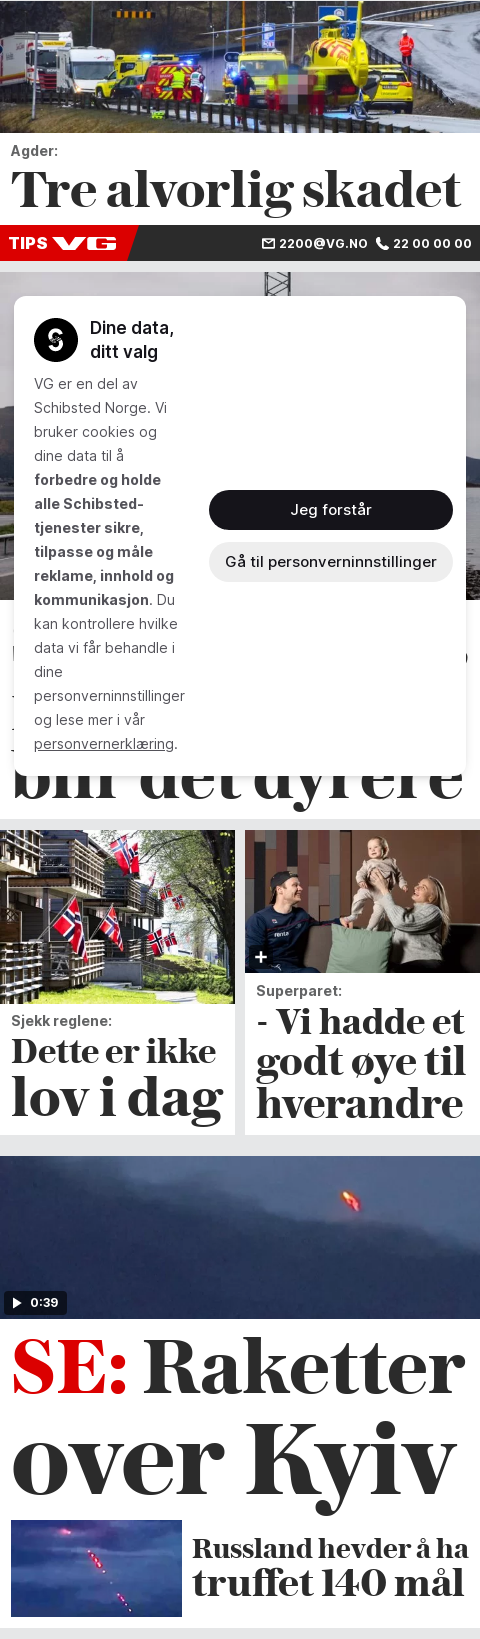 Agder:
Tre alvorlig skadet
TIPS VG 2200@VG.NO 22 00 00 00
Dine data,
ditt valg
VG er en del av
Schibsted Norge. Vi
bruker cookies og
dine data til å
forbedre og holde
alle Schibsted-
tjenester sikre,
tilpasse og måle
reklame, innhold og
kommunikasjon. Du
kan kontrollere hvilke
data vi får behandle i
dine
personverninnstillinger
og lese mer i vår
personvernerklæring.
Jeg forstår
Gå til personverninnstillinger
blir det dyrere
Sjekk reglene:
Dette er ikke
lov i dag
Superparet:
- Vi hadde et
godt øye til
hverandre
0:39
SE: Raketter
over Kyiv
Russland hevder å ha
truffet 140 mål